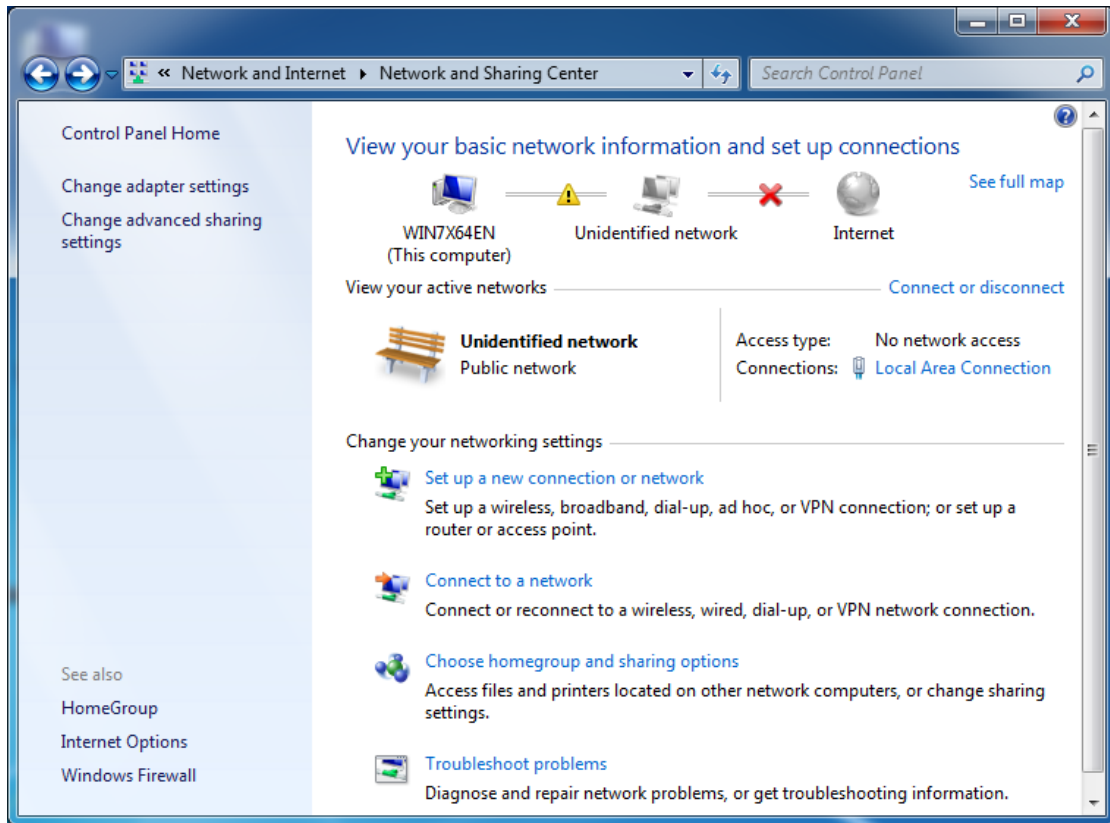 « Network and Internet ▸ Network and Sharing Center
Search Control Panel
Control Panel Home
Change adapter settings
Change advanced sharing
settings
See also
HomeGroup
Internet Options
Windows Firewall
View your basic network information and set up connections
See full map
WIN7X64EN
(This computer)
Unidentified network
Internet
View your active networks
Connect or disconnect
Unidentified network
Public network
Access type: No network access
Connections: Local Area Connection
Change your networking settings
Set up a new connection or network
Set up a wireless, broadband, dial-up, ad hoc, or VPN connection; or set up a
router or access point.
Connect to a network
Connect or reconnect to a wireless, wired, dial-up, or VPN network connection.
Choose homegroup and sharing options
Access files and printers located on other network computers, or change sharing
settings.
Troubleshoot problems
Diagnose and repair network problems, or get troubleshooting information.